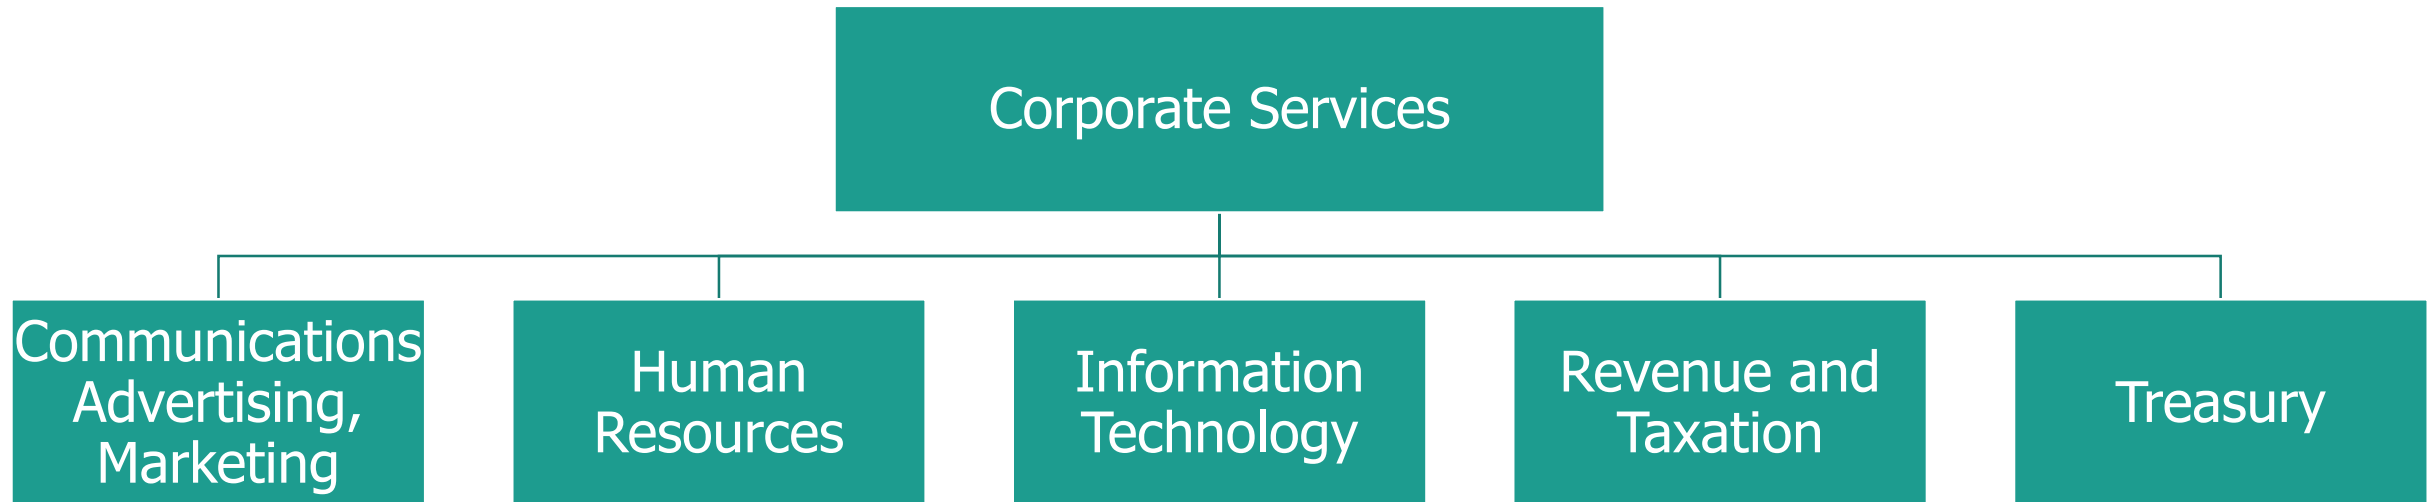 Corporate Services
Communications
Advertising,
Marketing
Human
Resources
Information
Technology
Revenue and
Taxation
Treasury